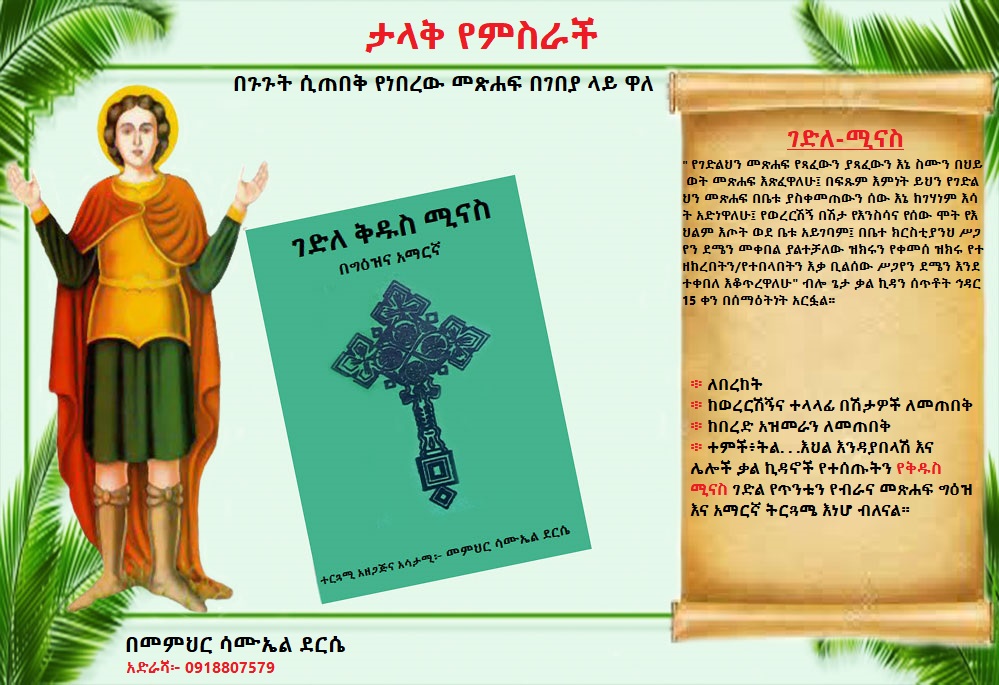 ታላቅ የምስራች
በጉጉት ሲጠበቅ የነበረው መጽሐፍ በገበያ ላይ ዋለ
ገድለ ቅዱስ ሚናስ
በግዕዝና አማርኛ
ተርጓሚ አዘጋጅና አሳታሚ፦ መምህር ሳሙኤል ደርሴ
ገድለ-ሚናስ
" የገድልህን መጽሐፍ የጻፈውን ያጻፈውን እኔ ስሙን በህይ
ወት መጽሐፍ እጽፈዋለሁ፤ በፍጹም እምነት ይህን የገድል
ህን መጽሐፍ በቤቱ ያስቀመጠውን ሰው እኔ ከገሃነም እሳ
ት አድነዋለሁ፤ የወረርሽኝ በሽታ የእንስሳና የሰው ሞት የእ
ህልም እጦት ወደ ቤቱ አይገባም፤ በቤተ ክርስቲያንህ ሥጋ
የን ደሜን መቀበል ያልተቻለው ዝክሩን የቀመሰ ዝክሩ የተ
ዘከረበትን/የተበላበትን እቃ ቢልሰው ሥጋየን ደሜን እንደ
ተቀበለ እቆጥረዋለሁ" ብሎ ጌታ ቃል ኪዳን ሰጥቶት ኅዳር
15 ቀን በሰማዕትነት አርፏል።
፨ ለበረከት
፨ ከወረርሽኝና ተላላፊ በሽታዎች ለመጠበቅ
፨ ከበረድ አዝመራን ለመጠበቅ
፨ ተምች፥ትል. . .እህል እንዳያበላሽ እና
ሌሎች ቃል ኪዳኖች የተሰጡትን የቅዱስ
ሚናስ ገድል የጥንቱን የብራና መጽሐፍ ግዕዝ
እና አማርኛ ትርጓሜ እነሆ ብለናል።
በመምህር ሳሙኤል ደርሴ
አድራሻ፦ 0918807579